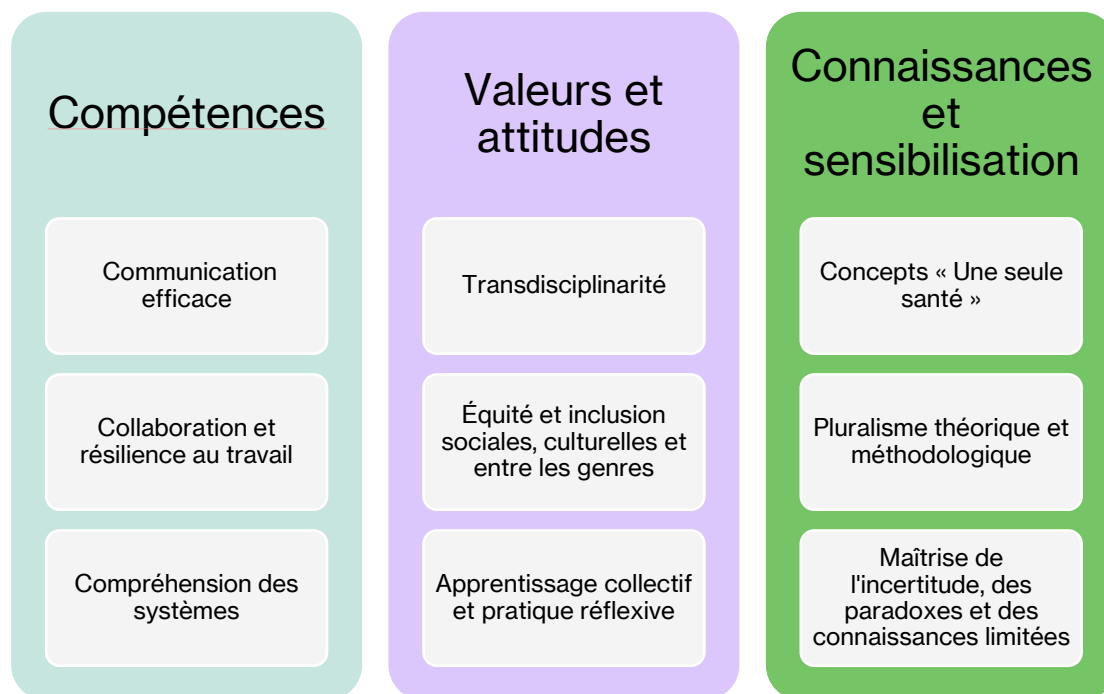 Compétences
Communication
efficace
Collaboration et
résilience au travail
Compréhension des
systèmes
Valeurs et
attitudes
Transdisciplinarité
Équité et inclusion
sociales, culturelles et
entre les genres
Apprentissage collectif
et pratique réflexive
Connaissances
et
sensibilisation
Concepts « Une seule
santé »
Pluralisme théorique et
méthodologique
Maîtrise de
l'incertitude, des
paradoxes et des
connaissances limitées